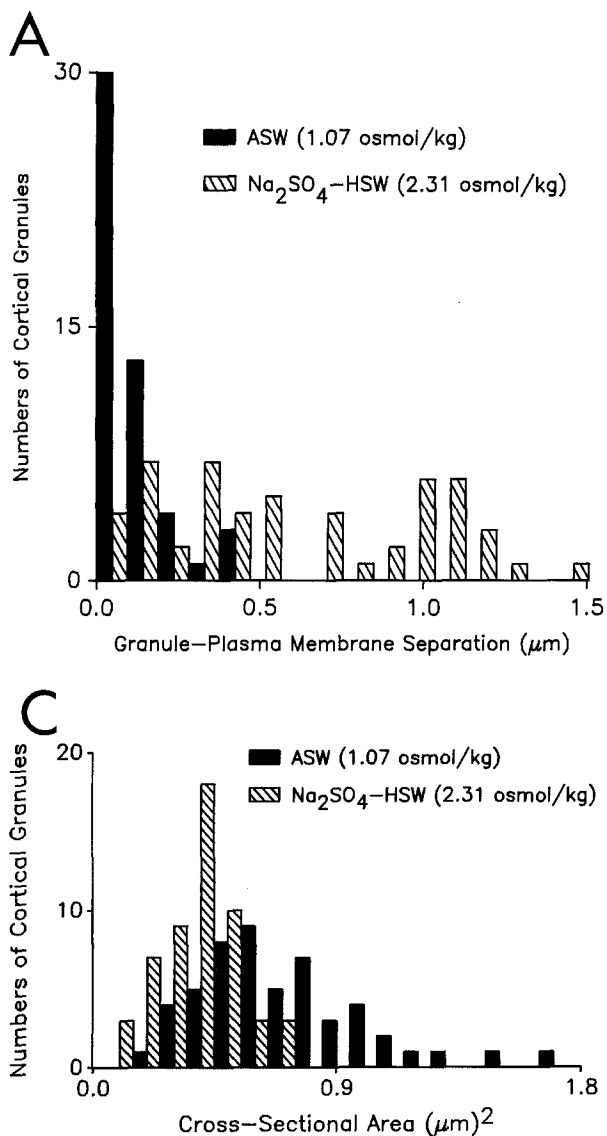 A
30
15
0
Numbers of Cortical Granules
ASW (1.07 osmol/kg)
Na2SO4-HSW (2.31 osmol/kg)
0.0 0.5 1.0 1.5
Granule-Plasma Membrane Separation (μm)
C
20
10
0
Numbers of Cortical Granules
ASW (1.07 osmol/kg)
Na2SO4-HSW (2.31 osmol/kg)
0.0 0.9 1.8
Cross-Sectional Area (μm)2